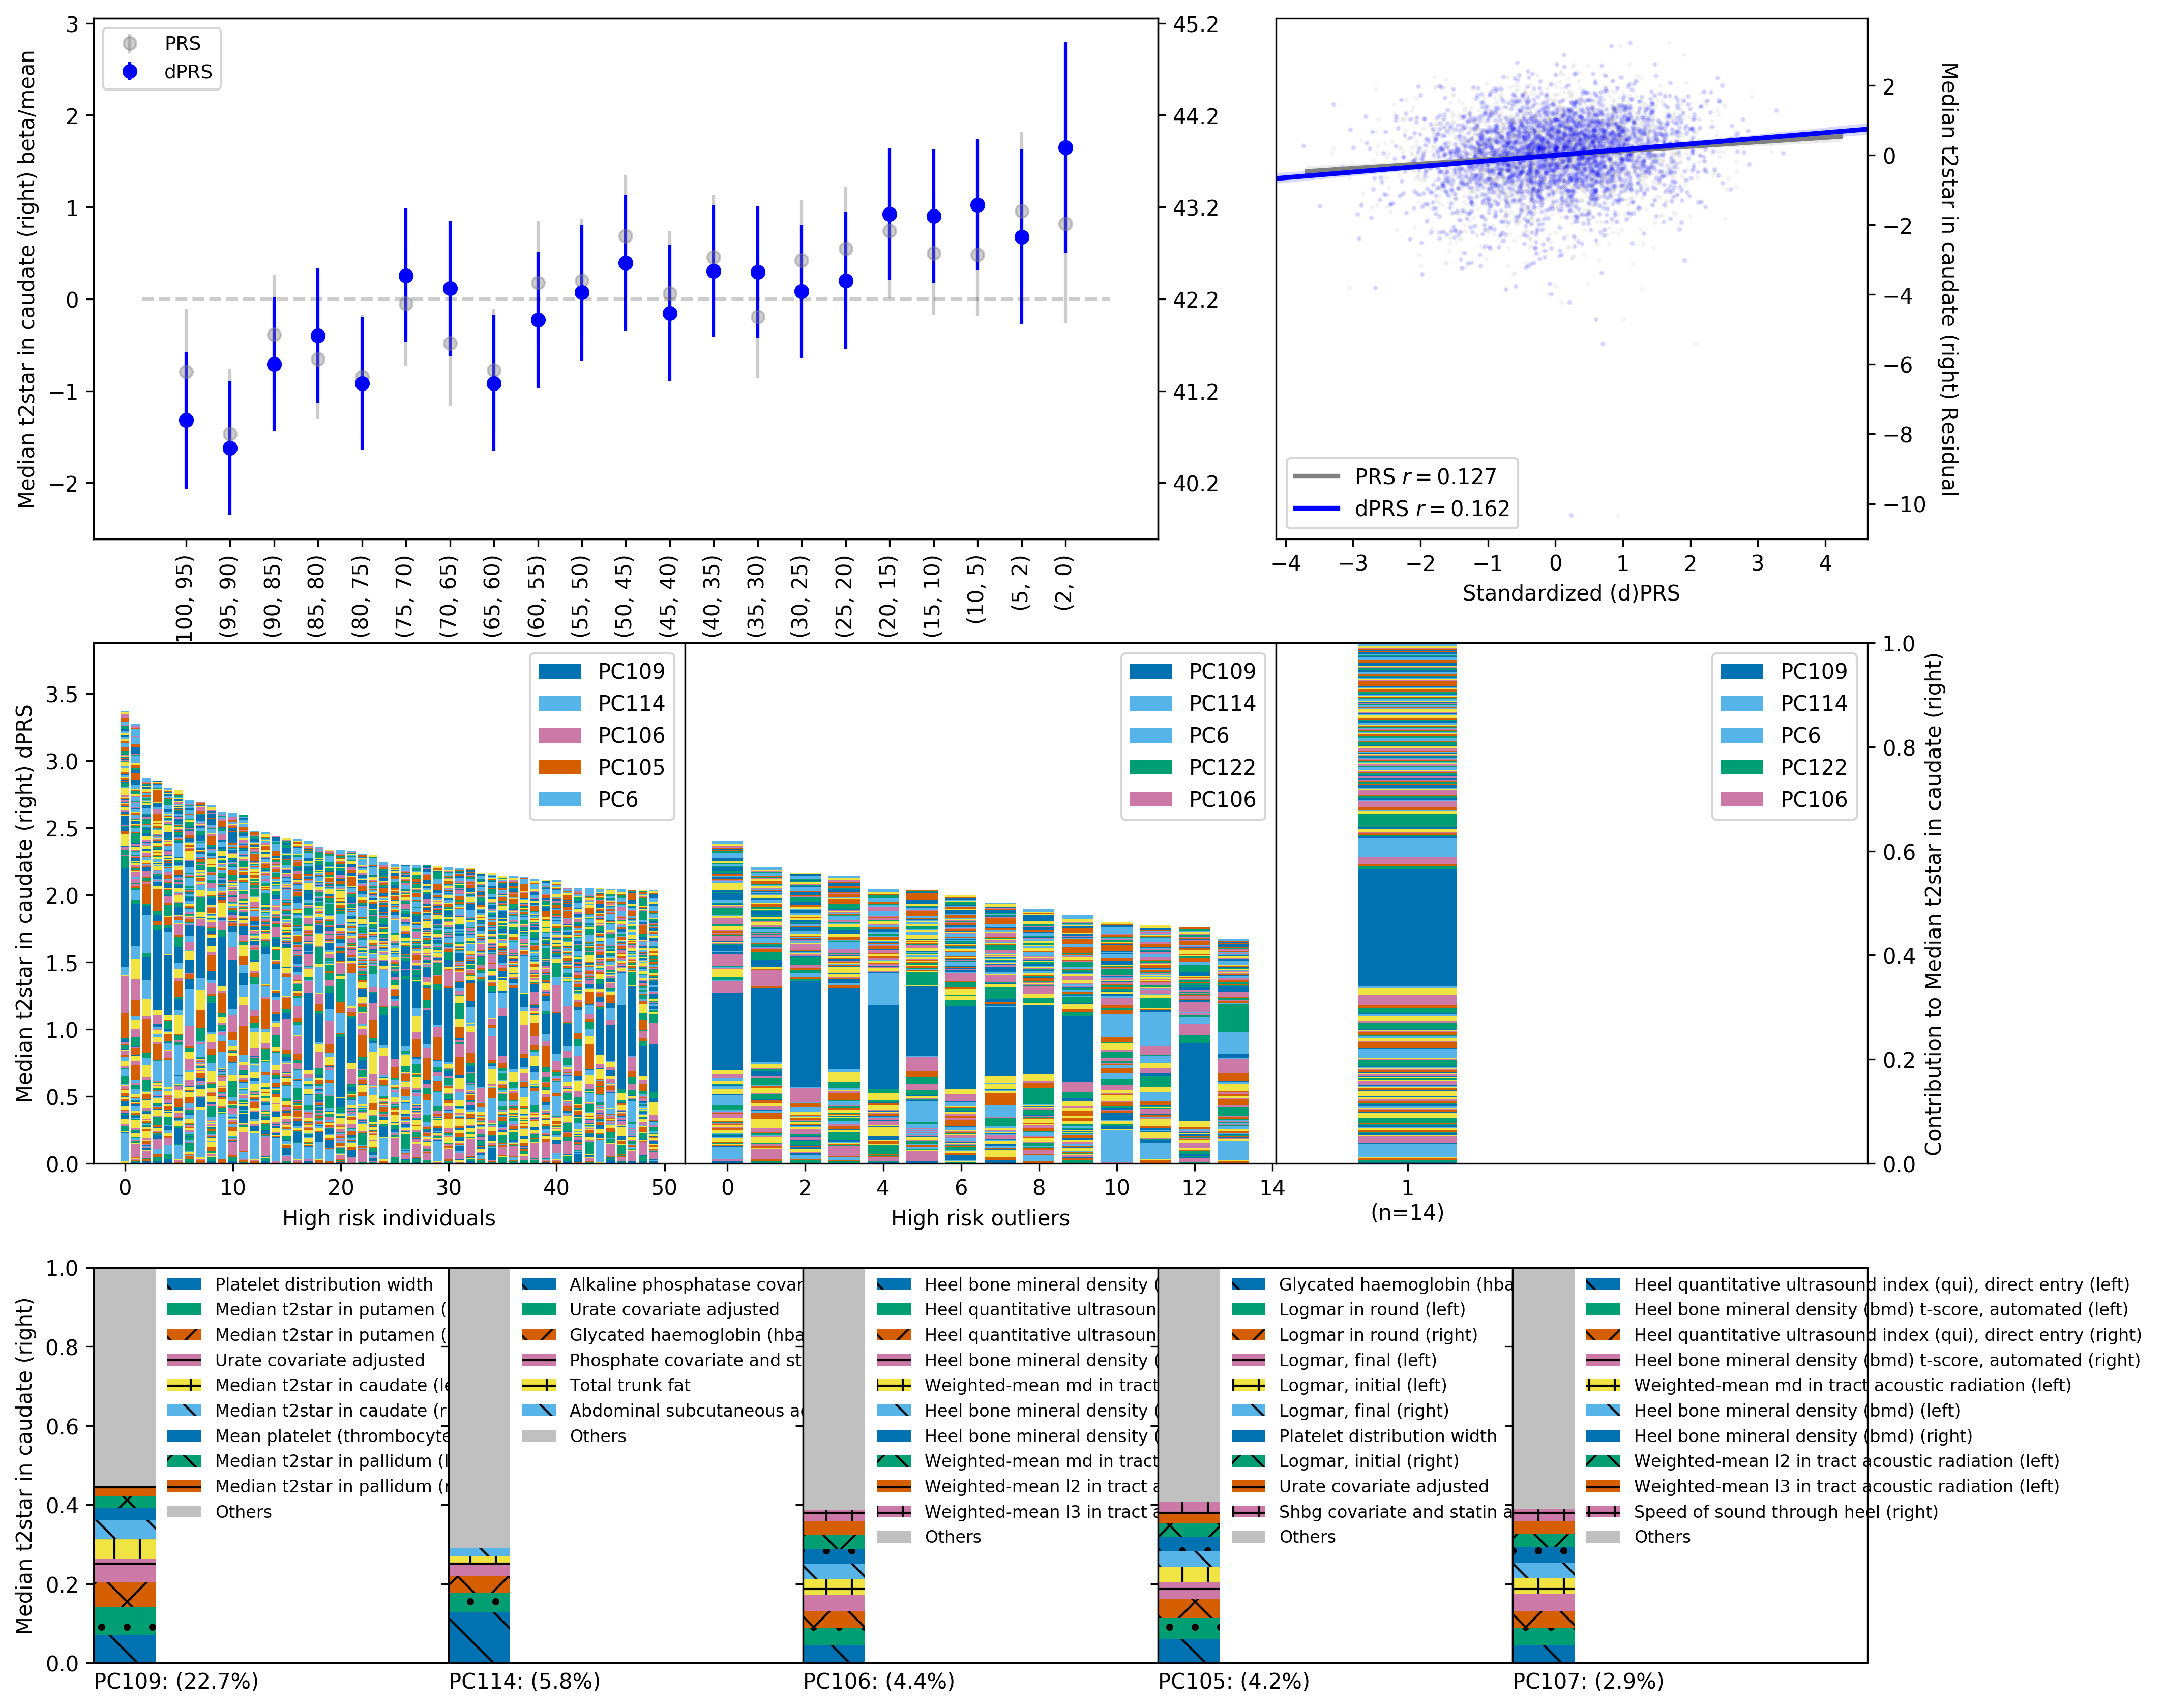 Median t2star in caudate (right) beta/mean
3
2
1
0
−1
−2
45.2
44.2
43.2
42.2
41.2
40.2
PRS
dPRS
100, 95)
(95, 90)
(90, 85)
(85, 80)
(80, 75)
(75, 70)
(70, 65)
(65, 60)
(60, 55)
(55, 50)
(50, 45)
(45, 40)
(40, 35)
(35, 30)
(30, 25)
(25, 20)
(20, 15)
(15, 10)
(10, 5)
(5, 2)
(2, 0)
Median t2star in caudate (right) Residual
2
0
−2
−4
−6
−8
−10
PRS r = 0.127
dPRS r = 0.162
−4 −3 −2 −1 0 1 2 3 4
Standardized (d)PRS
Median t2star in caudate (right) dPRS
3.5
3.0
2.5
2.0
1.5
1.0
0.5
0.0
PC109
PC114
PC106
PC105
PC6
0 10 20 30 40 50
High risk individuals
PC109
PC114
PC6
PC122
PC106
0 2 4 6 8 10 12 14
High risk outliers
PC109
PC114
PC6
PC122
PC106
1
(n=14)
1.0
0.8
0.6
0.4
0.2
0.0
Contribution to Median t2star in caudate (right)
Median t2star in caudate (right)
1.0
0.8
0.6
0.4
0.2
0.0
Platelet distribution width
Median t2star in putamen (
Median t2star in putamen (
Urate covariate adjusted
Median t2star in caudate (le
Median t2star in caudate (r
Mean platelet (thrombocyte
Median t2star in pallidum (l
Median t2star in pallidum (r
Others
PC109: (22.7%)
Alkaline phosphatase covar
Urate covariate adjusted
Glycated haemoglobin (hba
Phosphate covariate and st
Total trunk fat
Abdominal subcutaneous a
Others
PC114: (5.8%)
Heel bone mineral density (
Heel quantitative ultrasoun
Heel quantitative ultrasoun
Heel bone mineral density (
Weighted-mean md in tract
Heel bone mineral density (
Heel bone mineral density (
Weighted-mean md in tract
Weighted-mean l2 in tract a
Weighted-mean l3 in tract a
Others
PC106: (4.4%)
Glycated haemoglobin (hba
Logmar in round (left)
Logmar in round (right)
Logmar, final (left)
Logmar, initial (left)
Logmar, final (right)
Platelet distribution width
Logmar, initial (right)
Urate covariate adjusted
Shbg covariate and statin a
Others
PC105: (4.2%)
Heel quantitative ultrasound index (qui), direct entry (left)
Heel bone mineral density (bmd) t-score, automated (left)
Heel quantitative ultrasound index (qui), direct entry (right)
Heel bone mineral density (bmd) t-score, automated (right)
Weighted-mean md in tract acoustic radiation (left)
Heel bone mineral density (bmd) (left)
Heel bone mineral density (bmd) (right)
Weighted-mean l2 in tract acoustic radiation (left)
Weighted-mean l3 in tract acoustic radiation (left)
Speed of sound through heel (right)
Others
PC107: (2.9%)